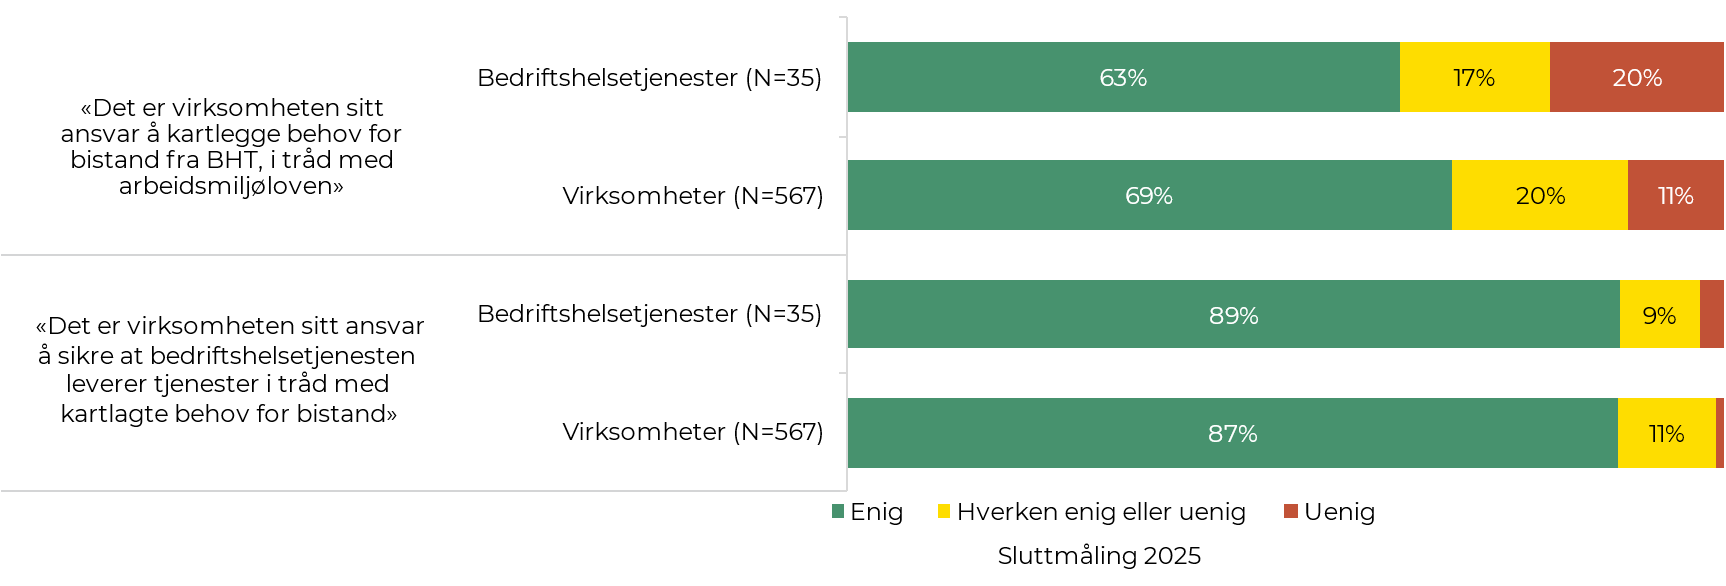 «Det er virksomheten sitt
ansvar å kartlegge behov for
bistand fra BHT, i tråd med
arbeidsmiljøloven»
Bedriftshelsetjenester (N=35)
63%
17%
20%
Virksomheter (N=567)
69%
20%
11%
«Det er virksomheten sitt ansvar
å sikre at bedriftshelsetjenesten
leverer tjenester i tråd med
kartlagte behov for bistand»
Bedriftshelsetjenester (N=35)
89%
9%
Virksomheter (N=567)
87%
11%
Enig
Hverken enig eller uenig
Uenig
Sluttmåling 2025